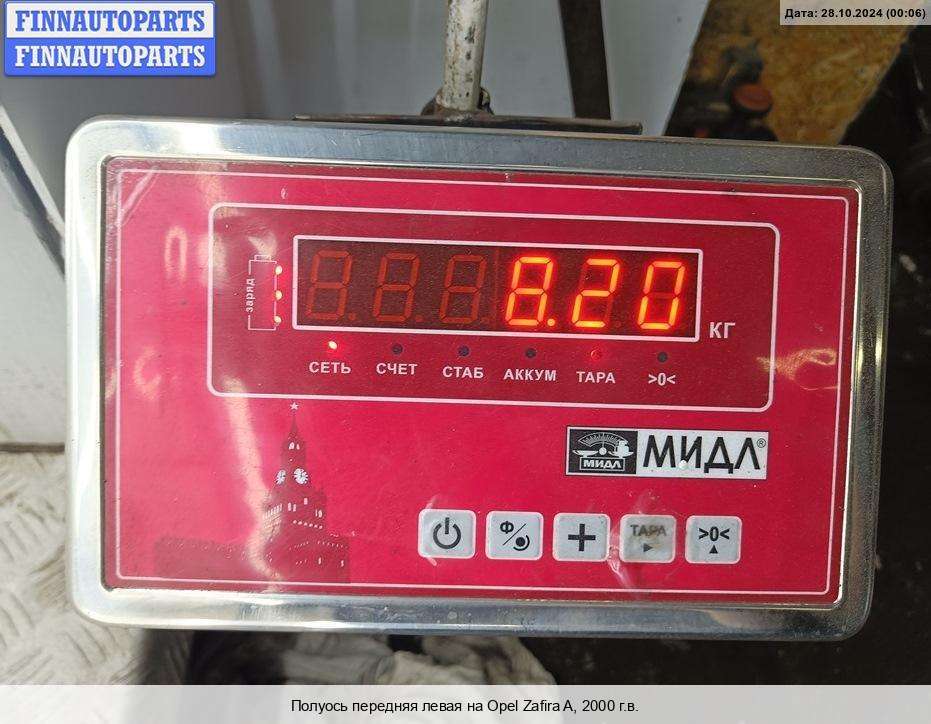 FINNAUTOPARTS
FINNAUTOPARTS
Дата: 28.10.2024 (00:06)
заряд
8.20
КГ
СЕТЬ СЧЕТ СТАБ АККУМ ТАРА >0<
МИДЛ
МИДЛ®
Ф/ + ТАРА >0<
Полуось передняя левая на Opel Zafira A, 2000 г.в.